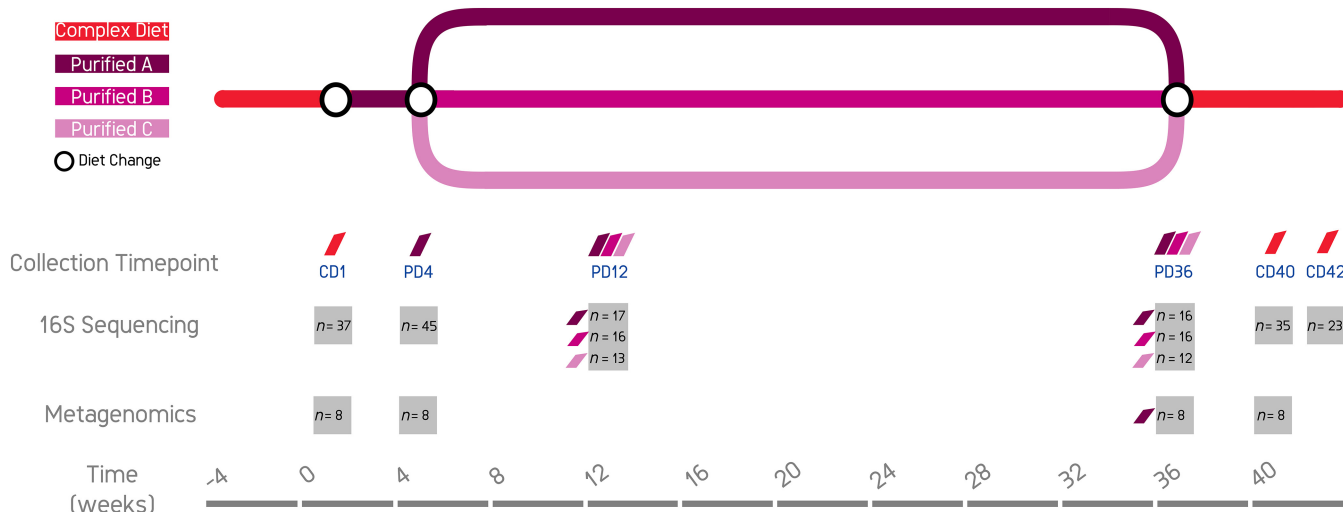 Complex Diet
Purified A
Purified B
Purified C
Diet Change
Collection Timepoint
CD1
PD4
PD12
PD36
CD40
CD42
16S Sequencing
n= 37
n= 45
n = 17
n = 16
n = 13
n = 16
n = 16
n = 12
n= 35
n= 23
Metagenomics
n= 8
n= 8
n= 8
n= 8
Time
(weeks)
-4
0
4
8
12
16
20
24
28
32
36
40